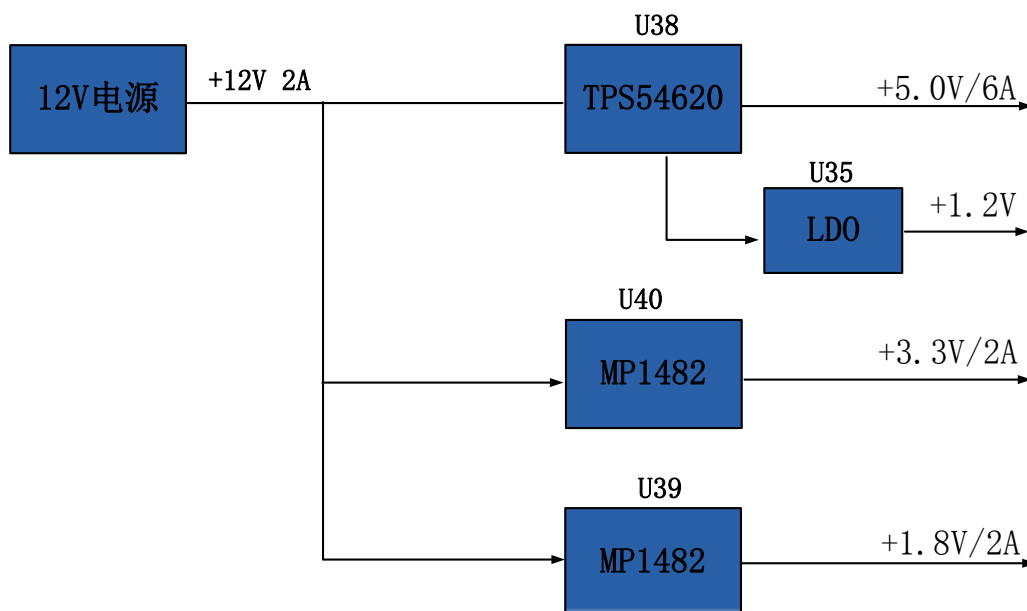 U38
12V电源
+12V 2A
TPS54620
+5.0V/6A
U35
LDO
+1.2V
U40
MP1482
+3.3V/2A
U39
MP1482
+1.8V/2A